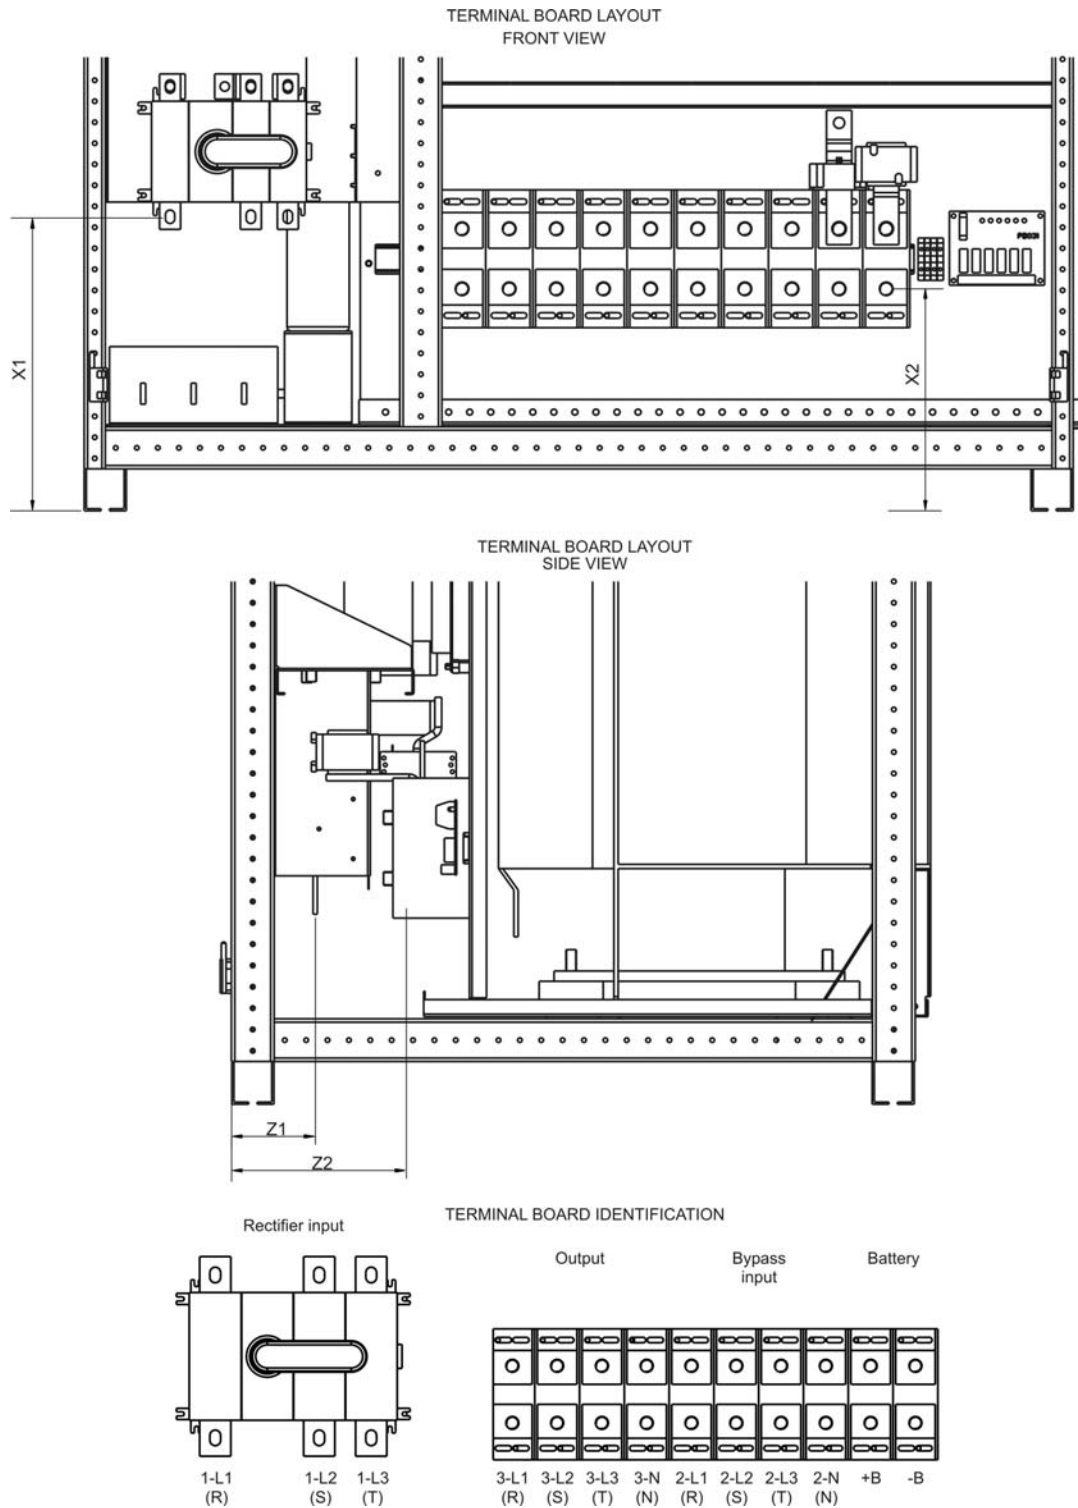 TERMINAL BOARD LAYOUT
FRONT VIEW
X1
X2
TERMINAL BOARD LAYOUT
SIDE VIEW
Z1
Z2
TERMINAL BOARD IDENTIFICATION
Rectifier input
Output
Bypass
input
Battery
1-L1 1-L2 1-L3
(R) (S) (T)
3-L1 3-L2 3-L3 3-N 2-L1 2-L2 2-L3 2-N +B -B
(R) (S) (T) (N) (R) (S) (T) (N)